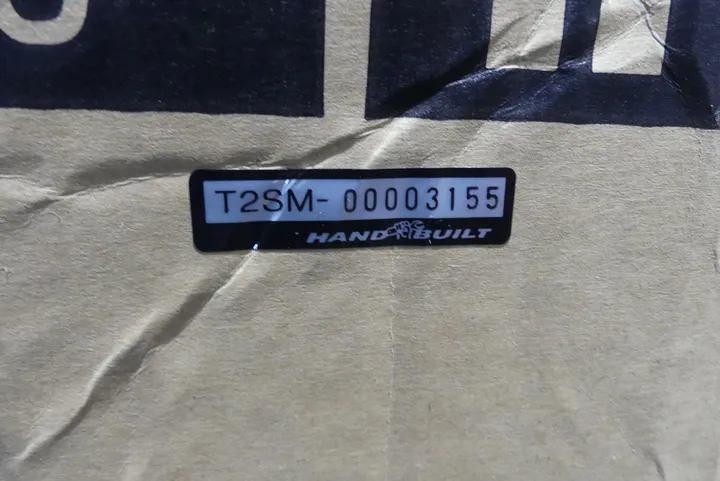 T2SM- 00003155
HAND BUILT